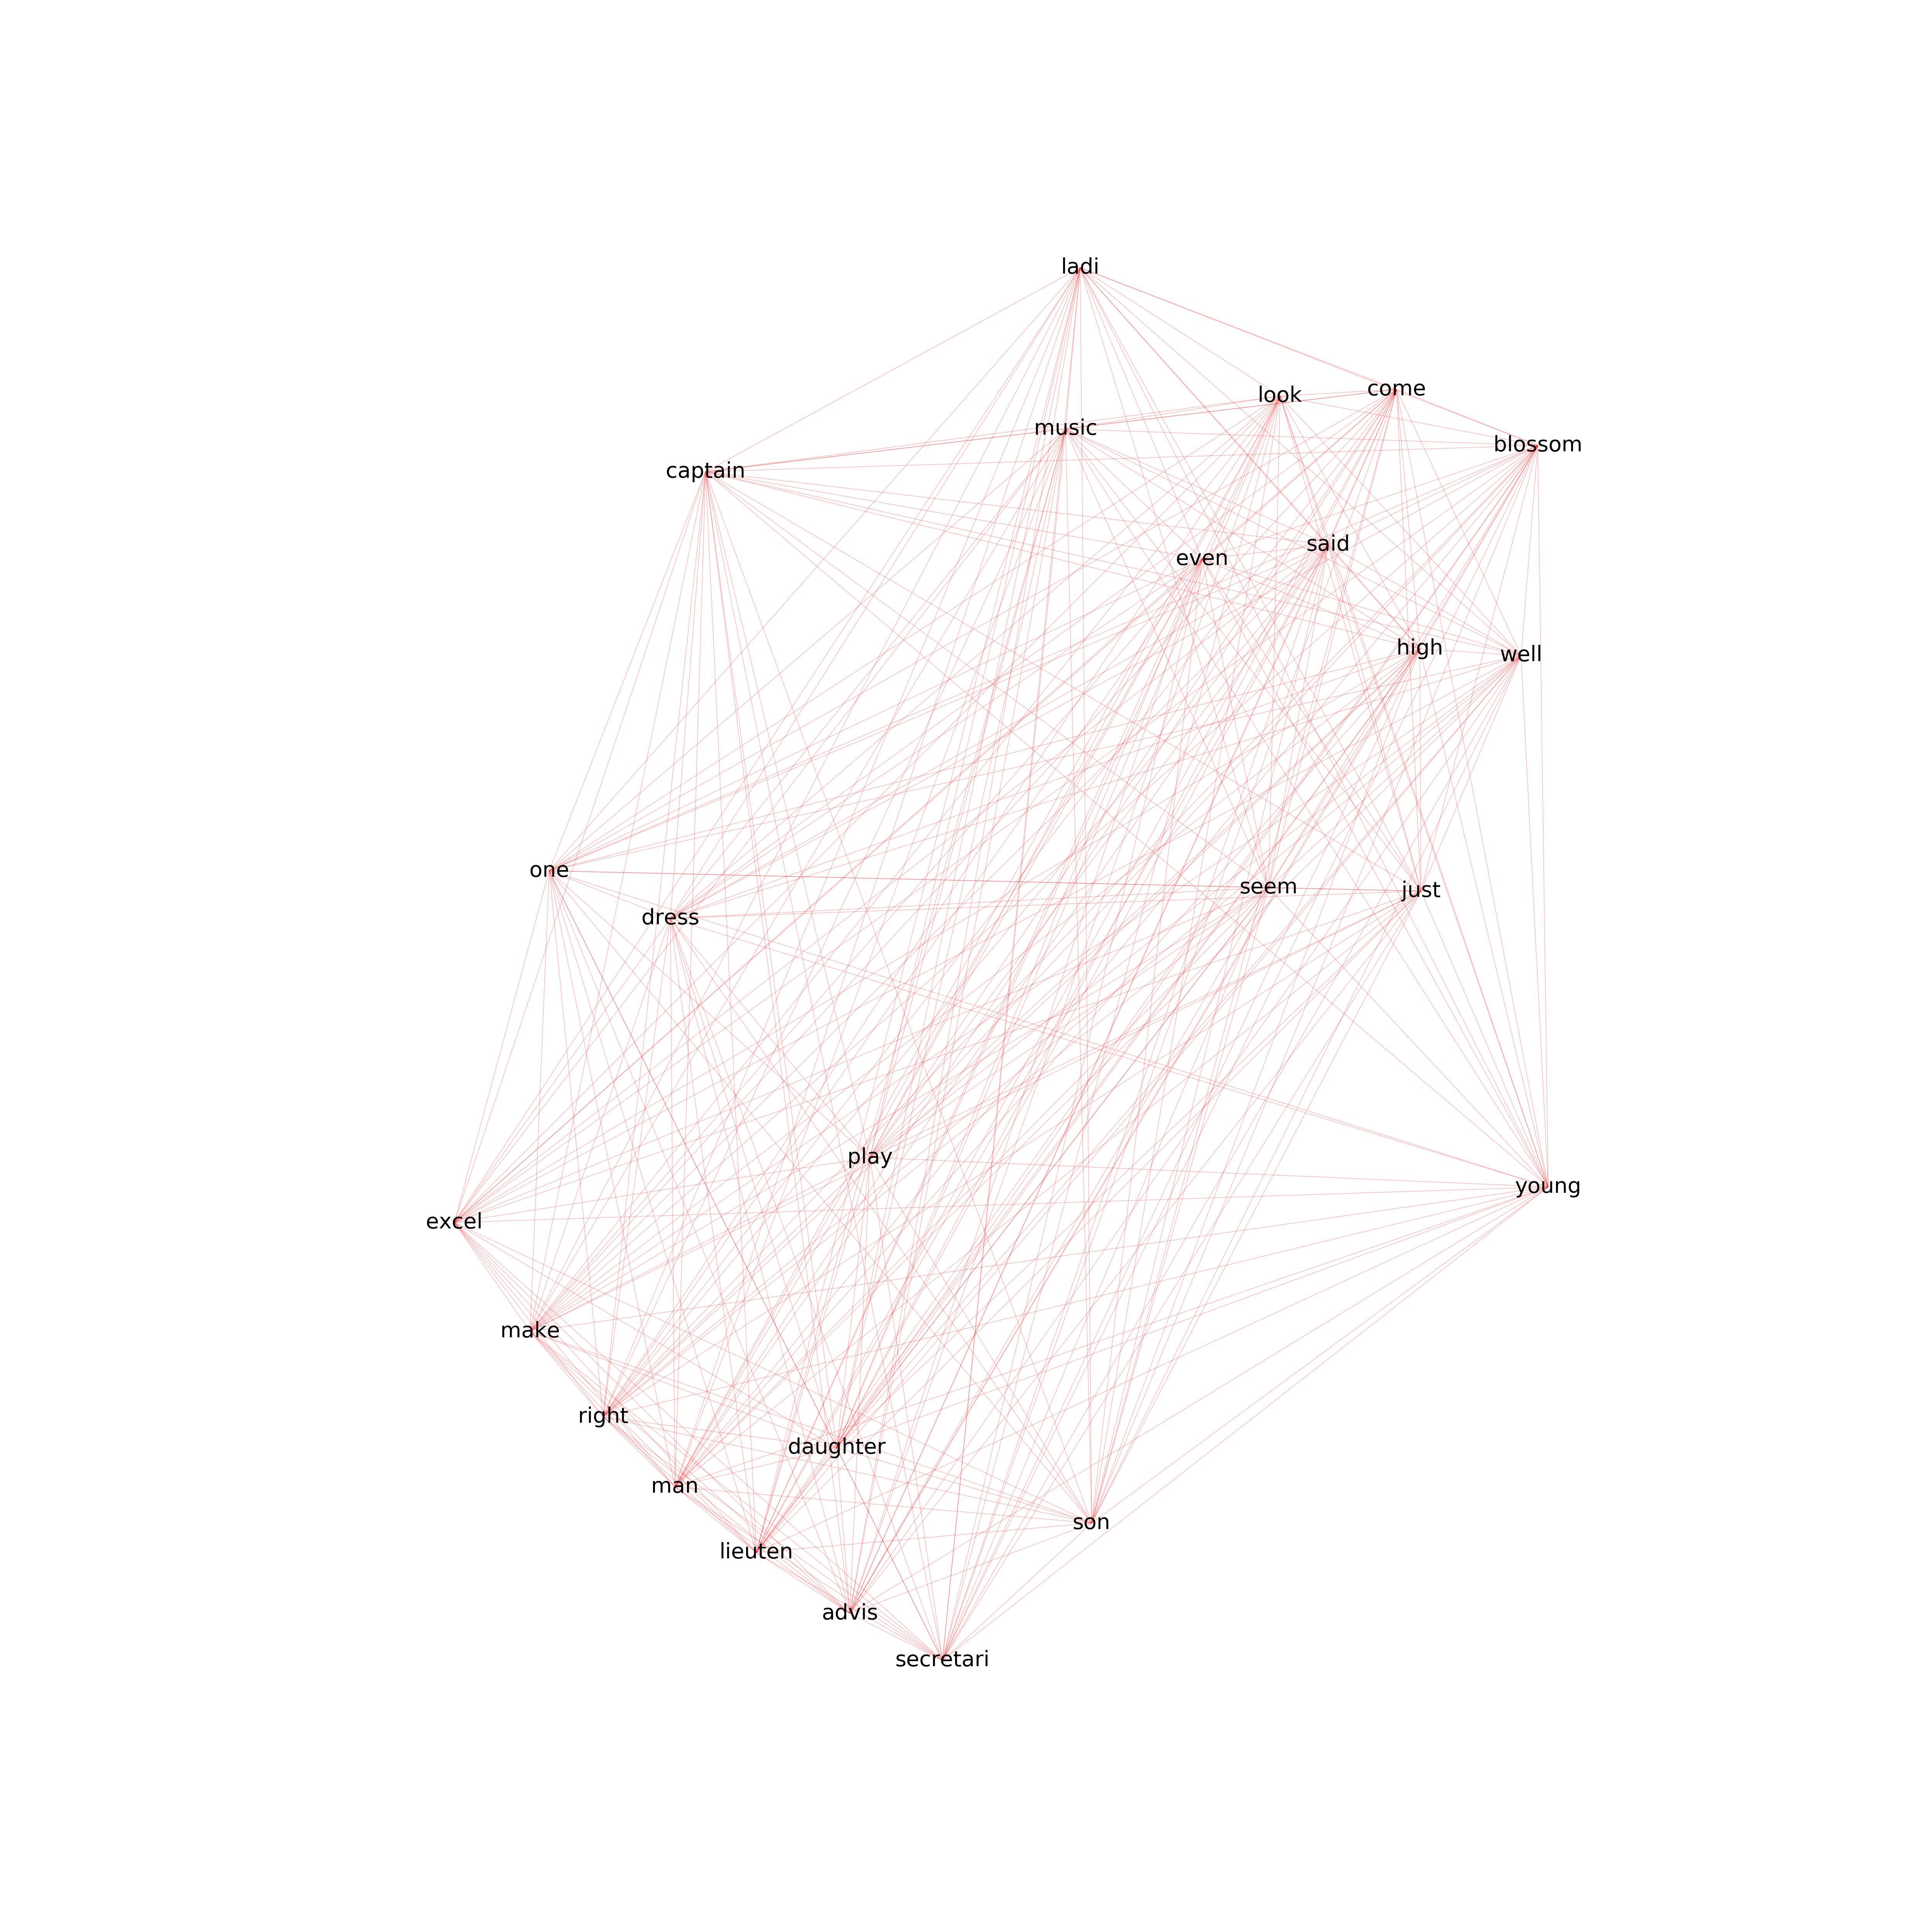 ladi
come
look
music
blossom
captain
said
even
high
well
one
seem
just
dress
play
young
excel
make
right
daughter
man
son
lieuten
advis
secretari